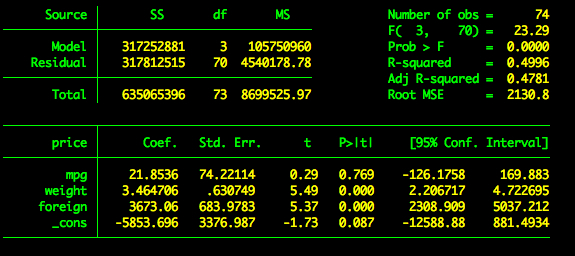 Source SS df MS Number of obs = 74
F( 3, 70) = 23.29
Model 317252881 3 105750960 Prob > F = 0.0000
Residual 317812515 70 4540178.78 R-squared = 0.4996
Adj R-squared = 0.4781
Total 635065396 73 8699525.97 Root MSE = 2130.8
price Coef. Std. Err. t P>|t| [95% Conf. Interval]
mpg 21.8536 74.22114 0.29 0.769 -126.1758 169.883
weight 3.464706 .630749 5.49 0.000 2.206717 4.722695
foreign 3673.06 683.9783 5.37 0.000 2308.909 5037.212
_cons -5853.696 3376.987 -1.73 0.087 -12588.88 881.4934